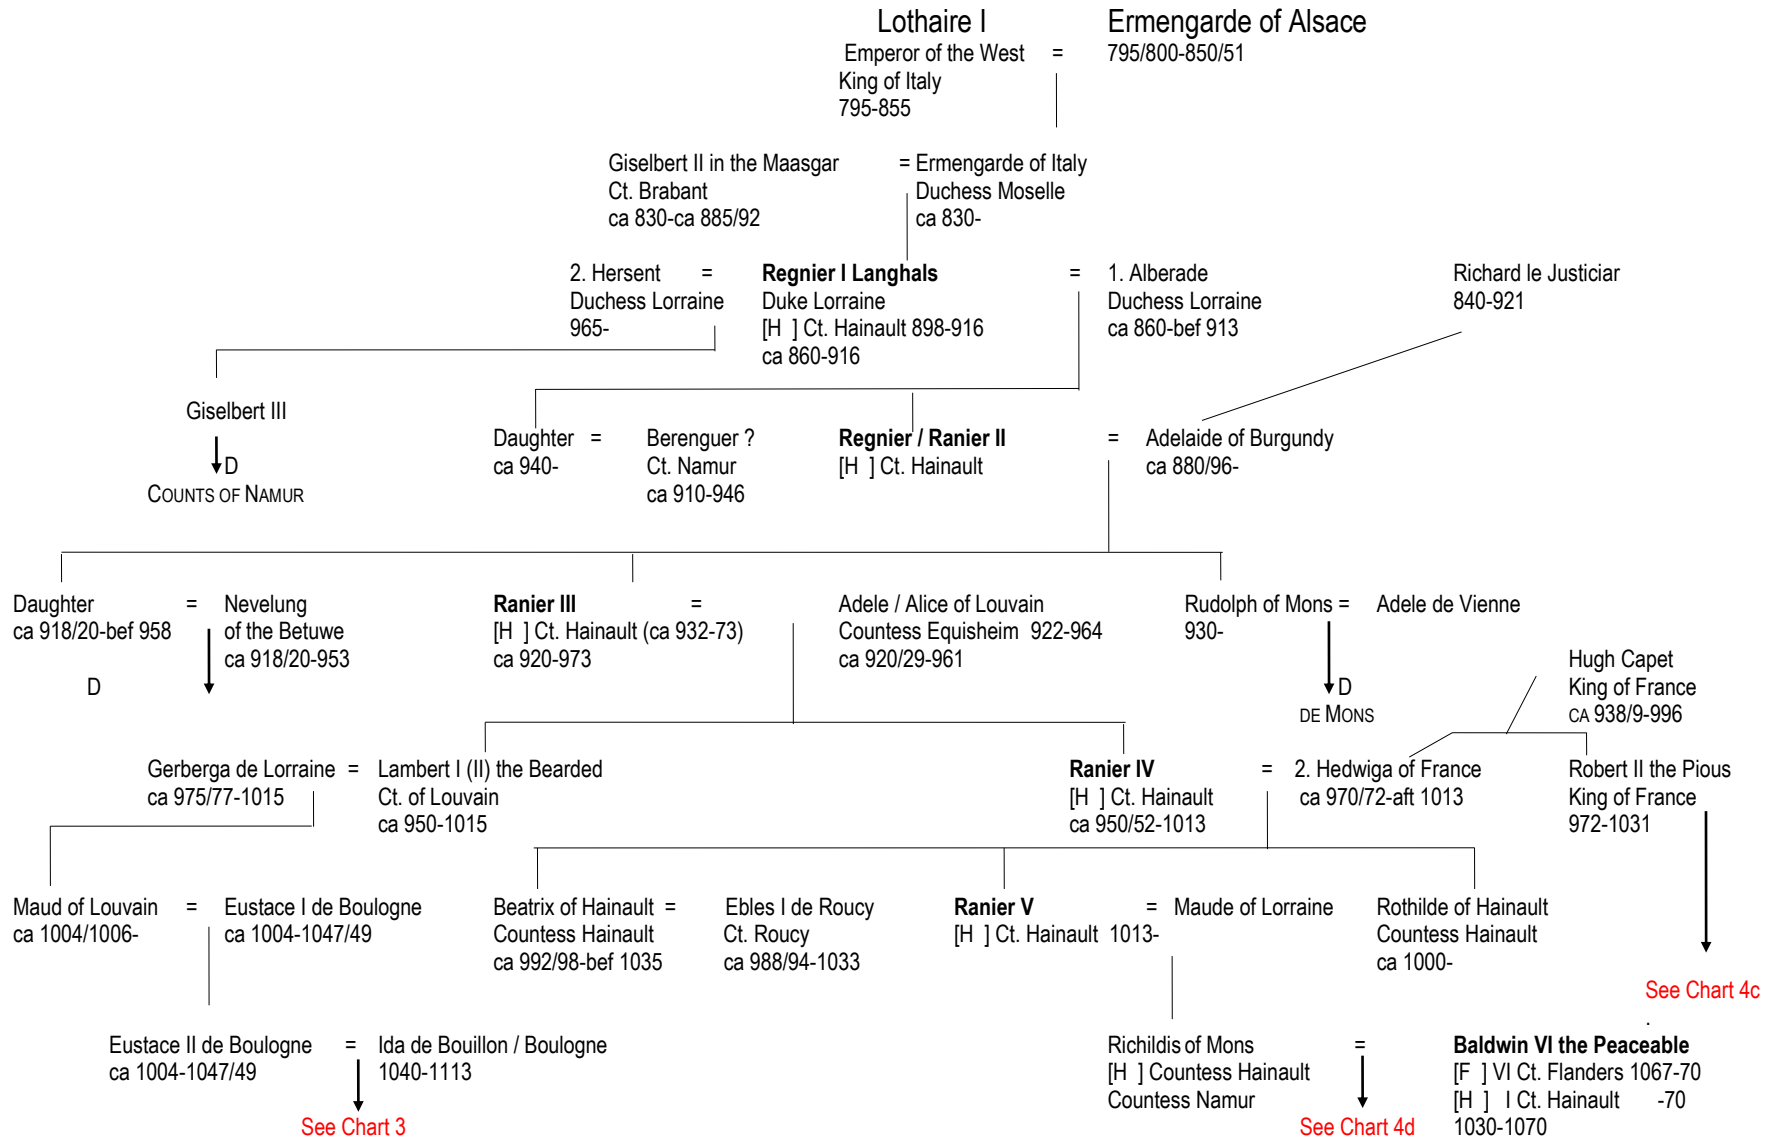 Lothaire I
Emperor of the West =
King of Italy
795-855
Ermengarde of Alsace
795/800-850/51
Giselbert II in the Maasgar
Ct. Brabant
ca 830-ca 885/92
= Ermengarde of Italy
Duchess Moselle
ca 830-
2. Hersent =
Duchess Lorraine
965-
Regnier I Langhals =
Duke Lorraine
[H ] Ct. Hainault 898-916
ca 860-916
1. Alberade
Duchess Lorraine
ca 860-bef 913
Richard le Justiciar
840-921
Giselbert III
D
COUNTS OF NAMUR
Daughter =
ca 940-
Berenguer ?
Ct. Namur
ca 910-946
Regnier / Ranier II =
[H ] Ct. Hainault
Adelaide of Burgundy
ca 880/96-
Daughter =
ca 918/20-bef 958
D
Nevelung
of the Betuwe
ca 918/20-953
Ranier III =
[H ] Ct. Hainault (ca 932-73)
ca 920-973
Adele / Alice of Louvain
Countess Equisheim 922-964
ca 920/29-961
Rudolph of Mons =
930-
D
DE MONS
Adele de Vienne
Hugh Capet
King of France
CA 938/9-996
Gerberga de Lorraine =
ca 975/77-1015
Lambert I (II) the Bearded
Ct. of Louvain
ca 950-1015
Ranier IV =
[H ] Ct. Hainault
ca 950/52-1013
2. Hedwiga of France
ca 970/72-aft 1013
Robert II the Pious
King of France
972-1031
Maud of Louvain =
ca 1004/1006-
Eustace I de Boulogne
ca 1004-1047/49
Beatrix of Hainault =
Countess Hainault
ca 992/98-bef 1035
Ebles I de Roucy
Ct. Roucy
ca 988/94-1033
Ranier V =
[H ] Ct. Hainault 1013-
Maude of Lorraine
Rothilde of Hainault
Countess Hainault
ca 1000-
See Chart 4c
.
Eustace II de Boulogne =
ca 1004-1047/49
Ida de Bouillon / Boulogne
1040-1113
See Chart 3
Richildis of Mons =
[H ] Countess Hainault
Countess Namur
See Chart 4d
Baldwin VI the Peaceable
[F ] VI Ct. Flanders 1067-70
[H ] I Ct. Hainault -70
1030-1070